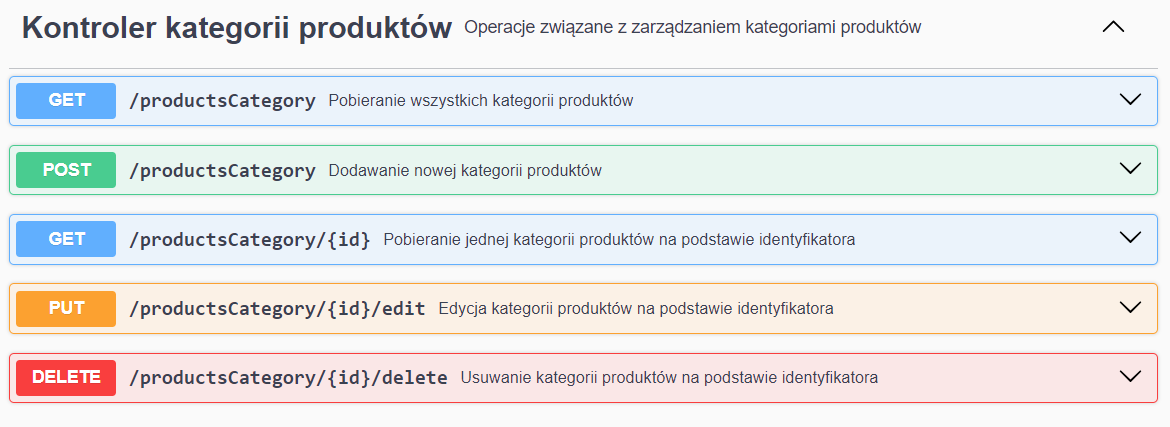 Kontroler kategorii produktów Operacje związane z zarządzaniem kategoriami produktów
GET /productsCategory Pobieranie wszystkich kategorii produktów
POST /productsCategory Dodawanie nowej kategorii produktów
GET /productsCategory/{id} Pobieranie jednej kategorii produktów na podstawie identyfikatora
PUT /productsCategory/{id}/edit Edycja kategorii produktów na podstawie identyfikatora
DELETE /productsCategory/{id}/delete Usuwanie kategorii produktów na podstawie identyfikatora